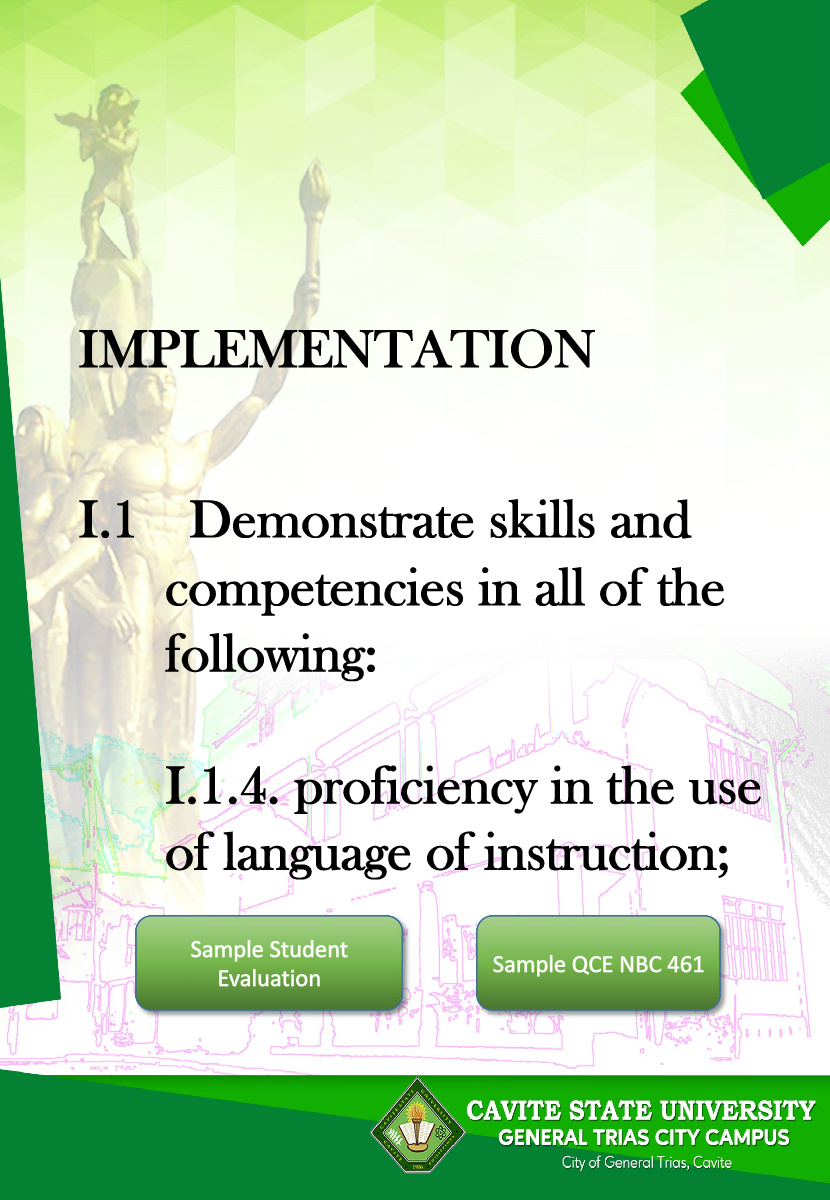 IMPLEMENTATION
I.1 Demonstrate skills and
competencies in all of the
following:
I.1.4. proficiency in the use
of language of instruction;
Sample Student
Evaluation
Sample QCE NBC 461
CAVITE STATE UNIVERSITY
GENERAL TRIAS CITY CAMPUS
City of General Trias, Cavite
1906